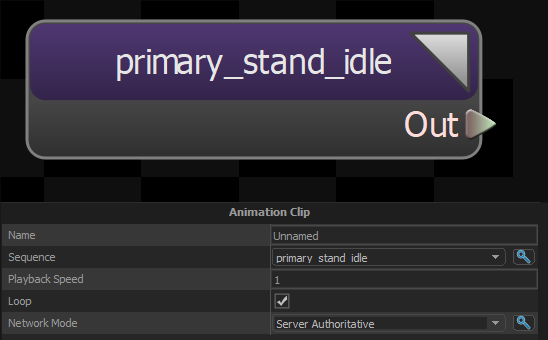 primary_stand_idle
Out
Animation Clip
Name Unnamed
Sequence primary_stand_idle
Playback Speed 1
Loop
Network Mode Server Authoritative